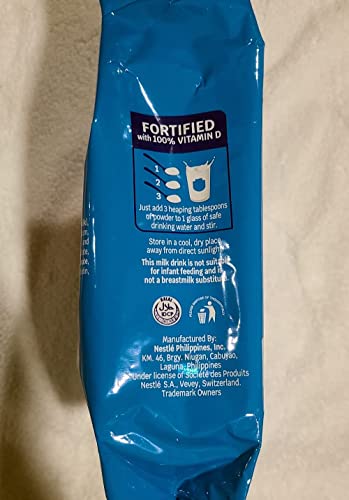 FORTIFIED
with 100% VITAMIN D
1
2
3
Just add 3 heaping tablespoons
of powder to 1 glass of safe
drinking water and stir.
Store in a cool, dry place
away from direct sunlight.
This milk drink is not suitable
for infant feeding and is
not a breastmilk substitute.
HALAL
حلال
IDCP
Manufactured By:
Nestlé Philippines, Inc.
KM. 46, Brgy. Niugan, Cabuyao,
Laguna, Philippines
Under license of Société des Produits
Nestlé S.A., Vevey, Switzerland.
Trademark Owners